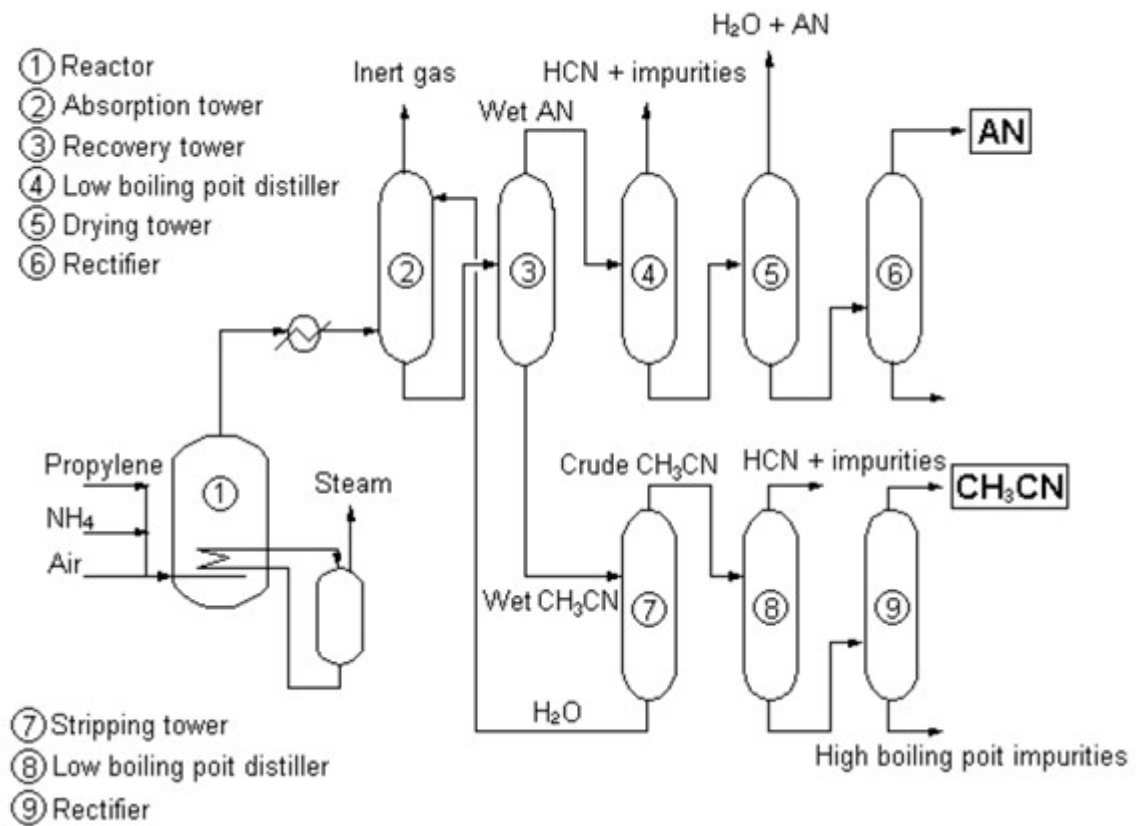 ① Reactor
② Absorption tower
③ Recovery tower
④ Low boiling poit distiller
⑤ Drying tower
⑥ Rectifier
Inert gas
Wet AN
HCN + impurities
H₂O + AN
AN
②
③
④
⑤
⑥
Propylene
NH₄
Air
①
Steam
Crude CH₃CN
HCN + impurities
CH₃CN
Wet CH₃CN
⑦
⑧
⑨
H₂O
High boiling poit impurities
⑦ Stripping tower
⑧ Low boiling poit distiller
⑨ Rectifier